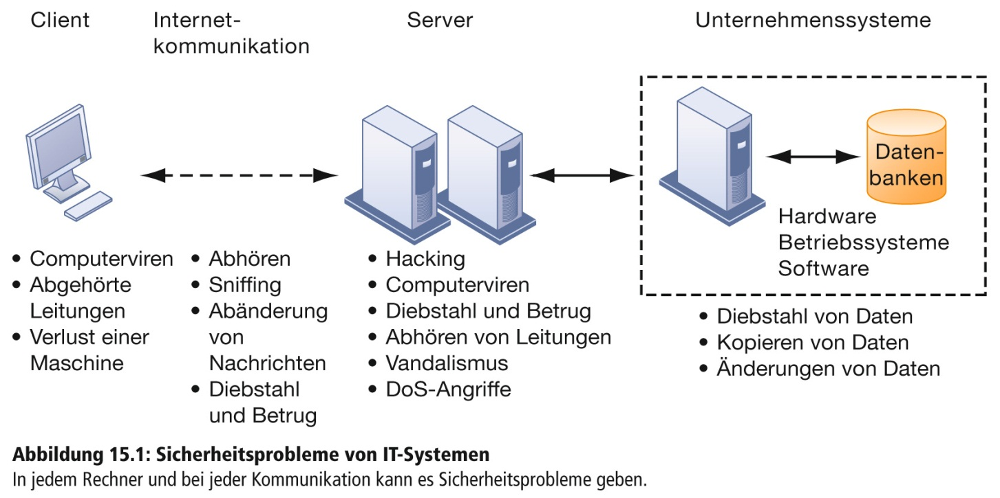 Client
Internet-
kommunikation
Server
Unternehmenssysteme
Daten-
banken
Hardware
Betriebssysteme
Software
• Computerviren
• Abgehörte
Leitungen
• Verlust einer
Maschine
• Abhören
• Sniffing
• Abänderung
von
Nachrichten
• Diebstahl
und Betrug
• Hacking
• Computerviren
• Diebstahl und Betrug
• Abhören von Leitungen
• Vandalismus
• DoS-Angriffe
• Diebstahl von Daten
• Kopieren von Daten
• Änderungen von Daten
Abbildung 15.1: Sicherheitsprobleme von IT-Systemen
In jedem Rechner und bei jeder Kommunikation kann es Sicherheitsprobleme geben.